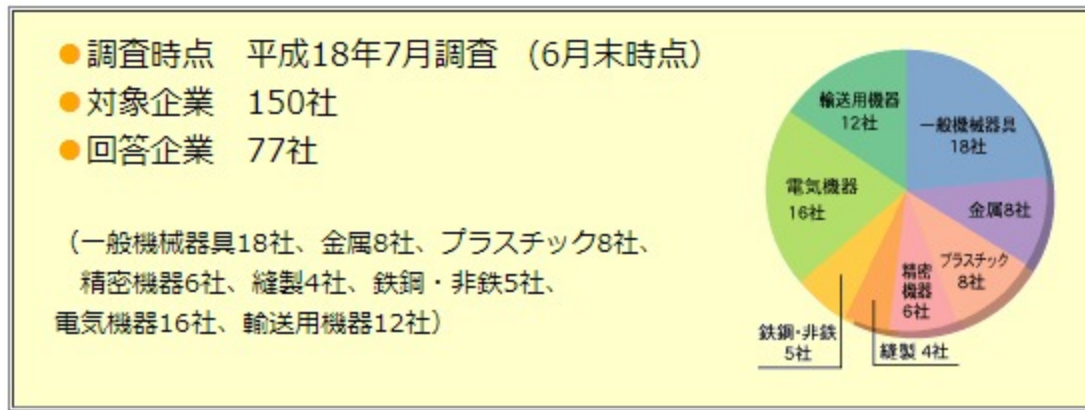 ●調査時点　平成18年7月調査　(6月末時点)
●対象企業　150社
●回答企業　77社
（一般機械器具18社、金属8社、プラスチック8社、
精密機器6社、縫製4社、鉄鋼・非鉄5社、
電気機器16社、輸送用機器12社）
輸送用機器
12社
一般機械器具
18社
電気機器
16社
金属8社
プラスチック
8社
精密
機器
6社
鉄鋼・非鉄
5社
縫製 4社